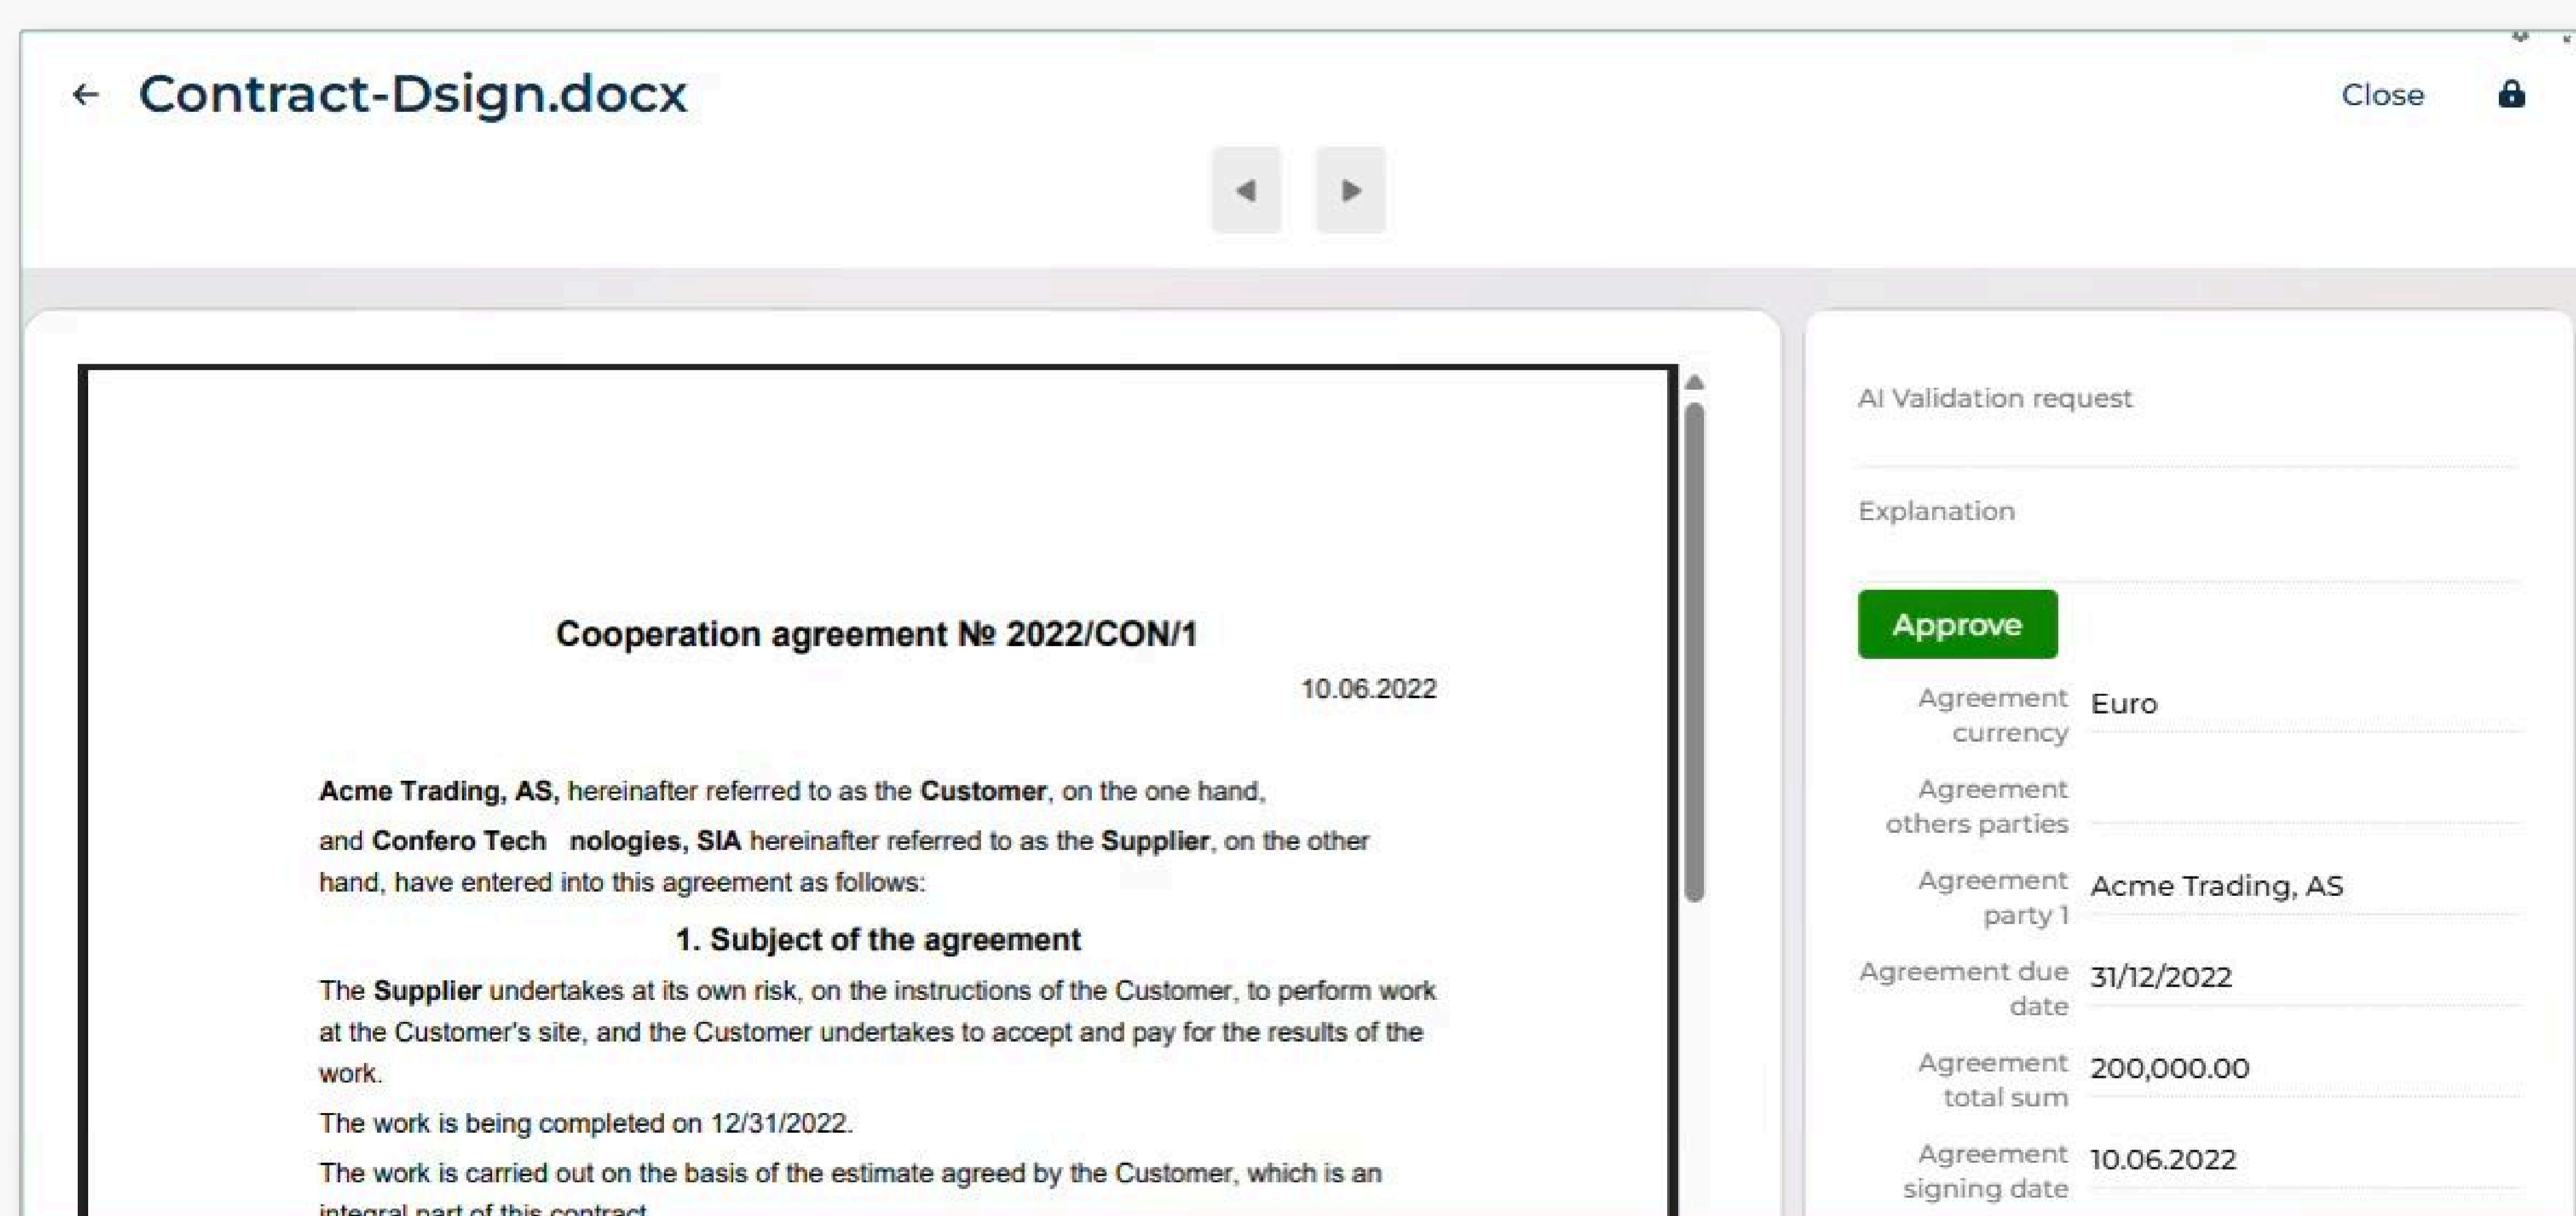 Contract-Dsign.docx
Close
Cooperation agreement № 2022/CON/1
10.06.2022
Acme Trading, AS, hereinafter referred to as the Customer, on the one hand,
and Confero Tech nologies, SIA hereinafter referred to as the Supplier, on the other
hand, have entered into this agreement as follows:
1. Subject of the agreement
The Supplier undertakes at its own risk, on the instructions of the Customer, to perform work
at the Customer's site, and the Customer undertakes to accept and pay for the results of the
work.
The work is being completed on 12/31/2022.
The work is carried out on the basis of the estimate agreed by the Customer, which is an
integral part of this contract
AI Validation request
Explanation
Approve
Agreement
currency
Euro
Agreement
others parties
Agreement
party 1
Acme Trading, AS
Agreement due
date
31/12/2022
Agreement
total sum
200,000.00
Agreement
signing date
10.06.2022